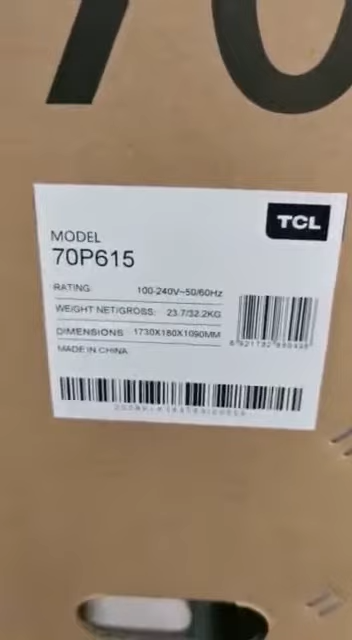 70
TCL
MODEL
70P615
RATING: 100-240V~50/60Hz
WEIGHT NET/GROSS: 23.7/32.2KG
DIMENSIONS 1730X180X1090MM
MADE IN CHINA